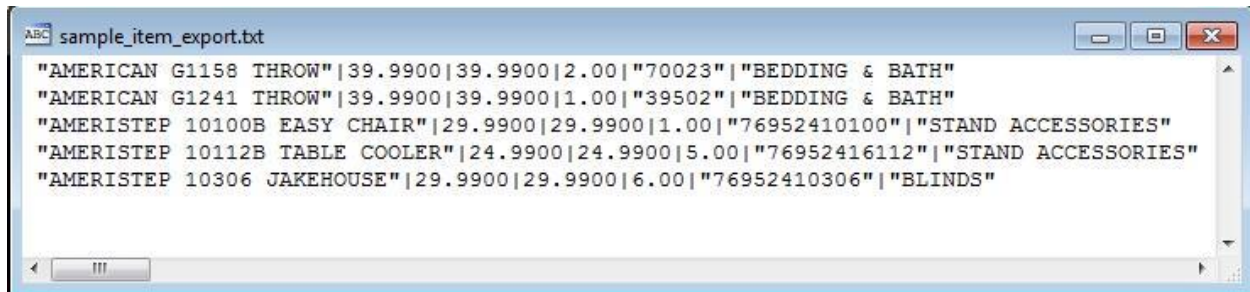 ABC sample_item_export.txt
"AMERICAN G1158 THROW"|39.9900|39.9900|2.00|"70023"|"BEDDING & BATH"
"AMERICAN G1241 THROW"|39.9900|39.9900|1.00|"39502"|"BEDDING & BATH"
"AMERISTEP 10100B EASY CHAIR"|29.9900|29.9900|1.00|"76952410100"|"STAND ACCESSORIES"
"AMERISTEP 10112B TABLE COOLER"|24.9900|24.9900|5.00|"76952416112"|"STAND ACCESSORIES"
"AMERISTEP 10306 JAKEHOUSE"|29.9900|29.9900|6.00|"76952410306"|"BLINDS"